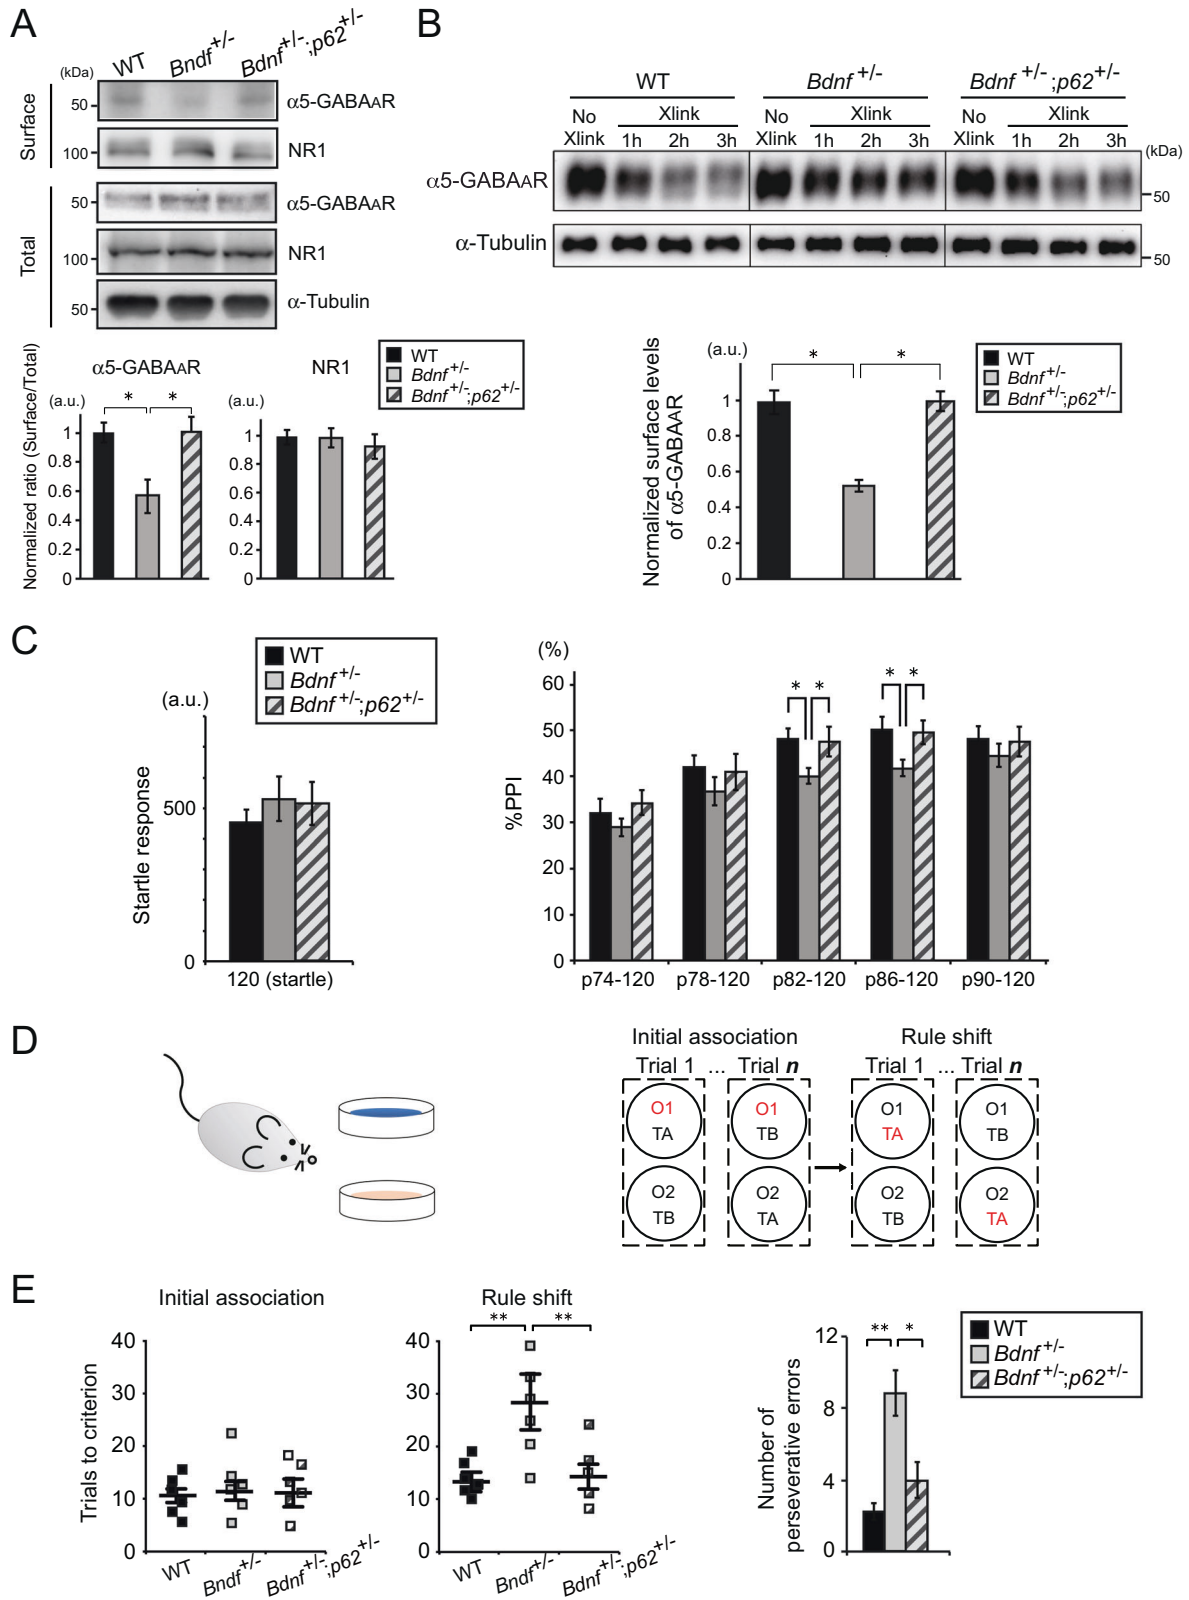 A
WT
Bndf+/-
Bdnf+/-;p62+/-
(kDa)
Surface
50
α5-GABAAR
100
NR1
Total
50
α5-GABAAR
100
NR1
50
α-Tubulin
WT
Bdnf+/-
Bdnf+/-;p62+/-
α5-GABAAR
NR1
(a.u.)
(a.u.)
Normalized ratio (Surface/Total)
* *
1
0.8
0.6
0.4
0.2
0
1
0.8
0.6
0.4
0.2
0
B
WT
Bdnf+/-
Bdnf+/-;p62+/-
No Xlink
Xlink
1h 2h 3h
No Xlink
Xlink
1h 2h 3h
No Xlink
Xlink
1h 2h 3h
(kDa)
α5-GABAAR
50
α-Tubulin
50
(a.u.)
* *
WT
Bdnf+/-
Bdnf+/-;p62+/-
Normalized surface levels
of α5-GABAAR
1
0.8
0.6
0.4
0.2
0
C
WT
Bdnf+/-
Bdnf+/-;p62+/-
(a.u.)
Startle response
500
0
120 (startle)
(%)
%PPI
60
50
40
30
20
10
0
* * * *
p74-120 p78-120 p82-120 p86-120 p90-120
D
Initial association
Rule shift
Trial 1 ... Trial n
Trial 1 ... Trial n
O1 O1 O1 O1
TA TB TA TB
O2 O2 O2 O2
TB TA TB TA
E
Initial association
Trials to criterion
40
30
20
10
0
WT
Bndf+/-
Bdnf+/-;p62+/-
Rule shift
** **
40
30
20
10
0
WT
Bndf+/-
Bdnf+/-;p62+/-
Number of
perseverative errors
** *
12
8
4
0
WT
Bdnf+/-
Bdnf+/-;p62+/-